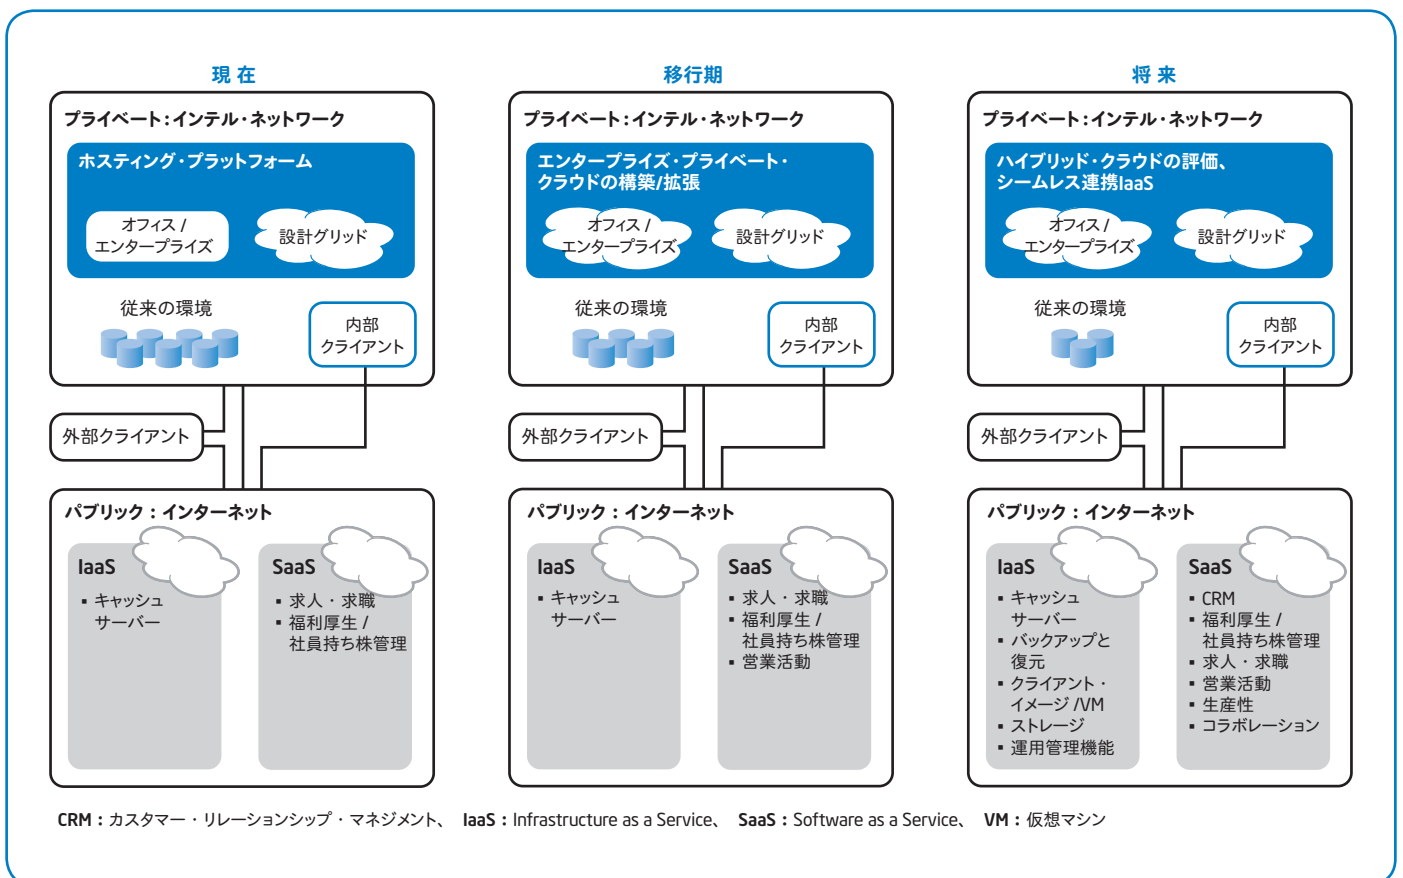 現在
プライベート：インテル・ネットワーク
ホスティング・プラットフォーム
オフィス /
エンタープライズ
設計グリッド
従来の環境
内部
クライアント
外部クライアント
パブリック：インターネット
IaaS
▪ キャッシュ
サーバー
SaaS
▪ 求人・求職
▪ 福利厚生 /
社員持ち株管理
移行期
プライベート：インテル・ネットワーク
エンタープライズ・プライベート・
クラウドの構築/拡張
オフィス /
エンタープライズ
設計グリッド
従来の環境
内部
クライアント
外部クライアント
パブリック：インターネット
IaaS
▪ キャッシュ
サーバー
SaaS
▪ 求人・求職
▪ 福利厚生 /
社員持ち株管理
▪ 営業活動
将来
プライベート：インテル・ネットワーク
ハイブリッド・クラウドの評価、
シームレス連携IaaS
オフィス /
エンタープライズ
設計グリッド
従来の環境
内部
クライアント
外部クライアント
パブリック：インターネット
IaaS
▪ キャッシュ
サーバー
▪ バックアップと
復元
▪ クライアント・
イメージ /VM
▪ ストレージ
▪ 運用管理機能
SaaS
▪ CRM
▪ 福利厚生 /
社員持ち株管理
▪ 求人・求職
▪ 営業活動
▪ 生産性
▪ コラボレーション
CRM：カスタマー・リレーションシップ・マネジメント、 IaaS：Infrastructure as a Service、 SaaS：Software as a Service、 VM：仮想マシン